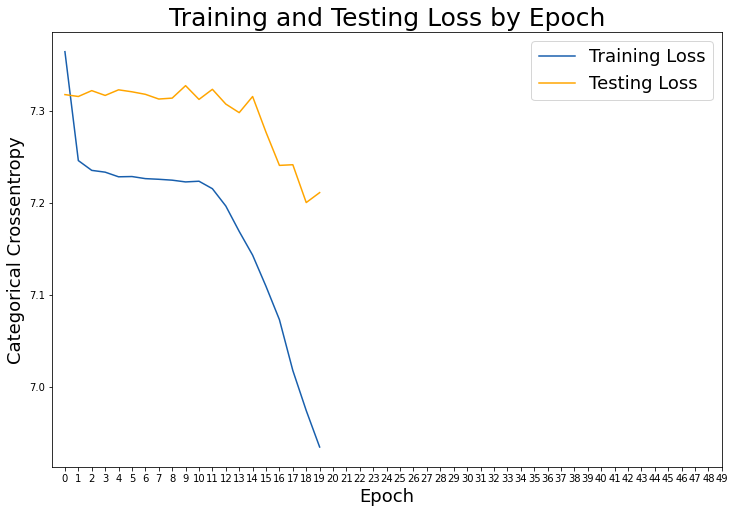 Training and Testing Loss by Epoch
Training Loss
Testing Loss
7.3
7.2
7.1
7.0
Categorical Crossentropy
0 1 2 3 4 5 6 7 8 9 10 11 12 13 14 15 16 17 18 19 20 21 22 23 24 25 26 27 28 29 30 31 32 33 34 35 36 37 38 39 40 41 42 43 44 45 46 47 48 49
Epoch